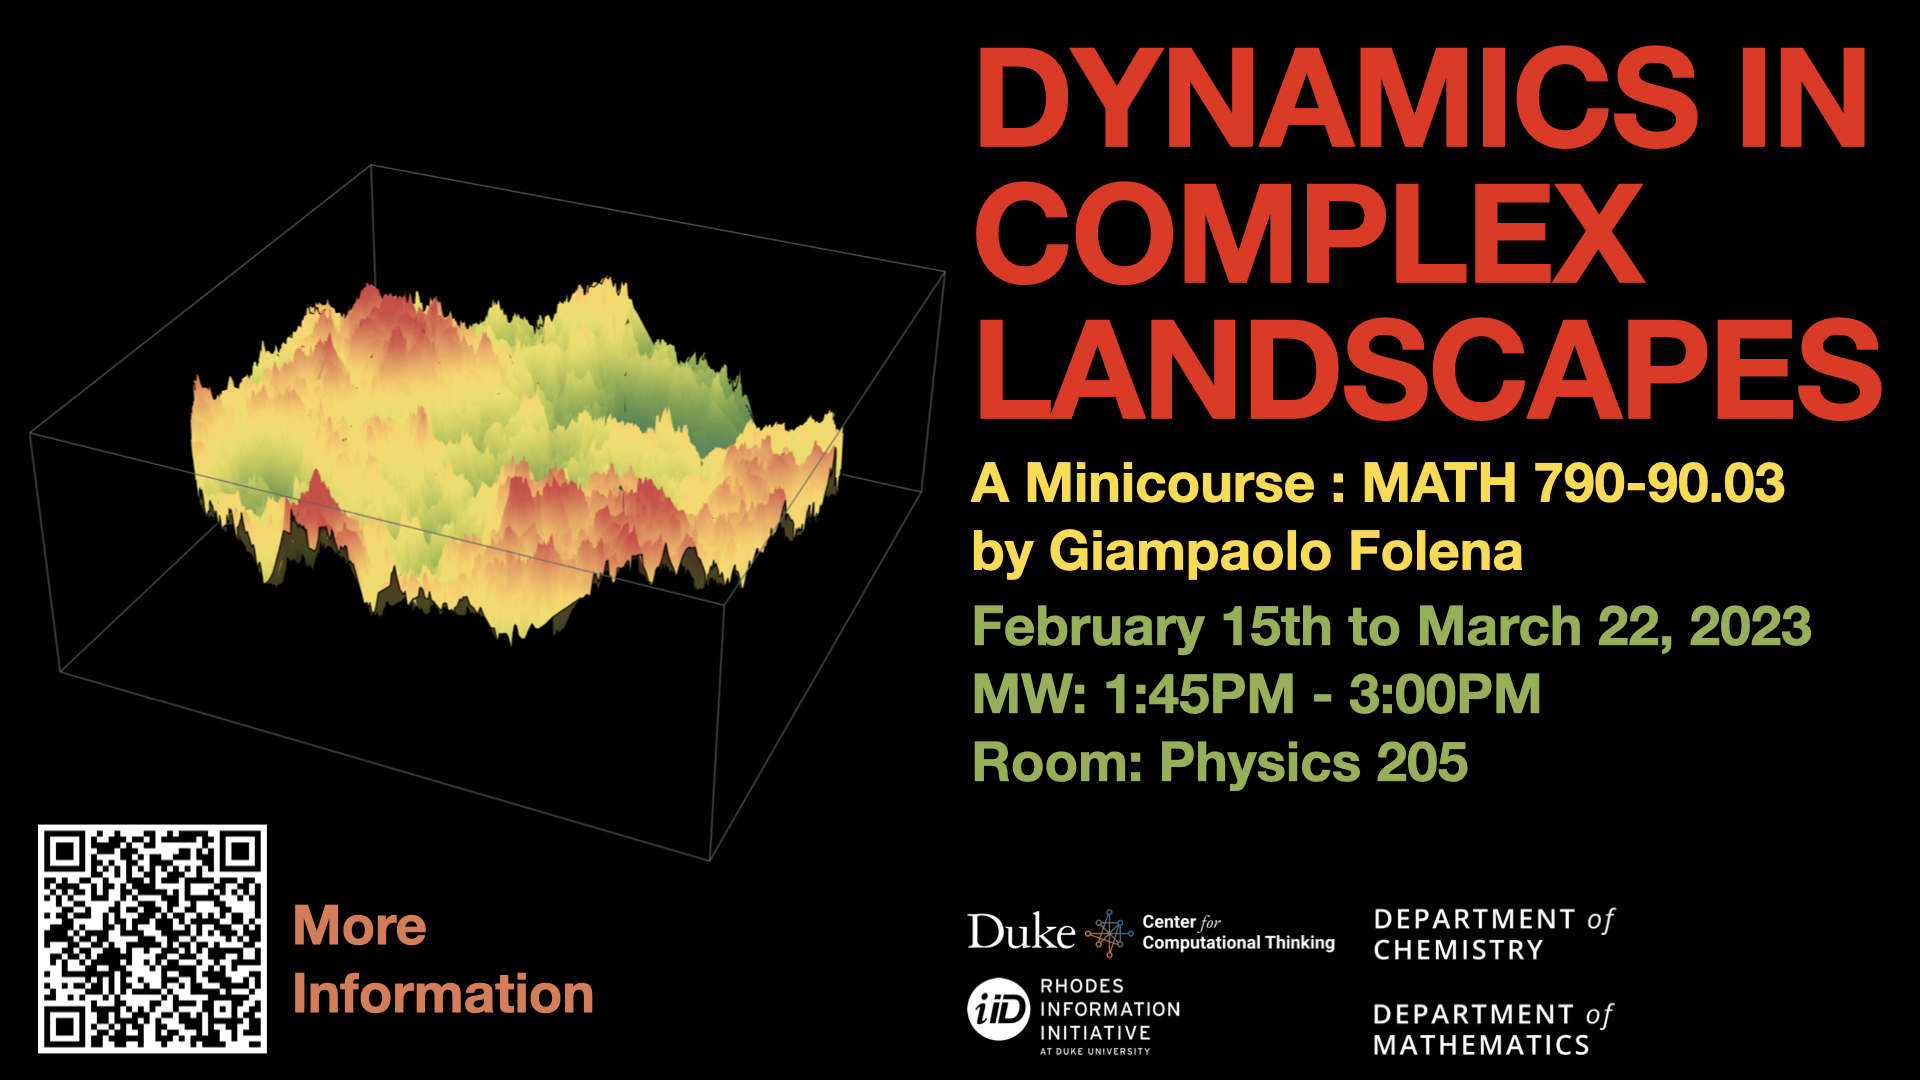 DYNAMICS IN
COMPLEX
LANDSCAPES
A Minicourse : MATH 790-90.03
by Giampaolo Folena
February 15th to March 22, 2023
MW: 1:45PM - 3:00PM
Room: Physics 205
More
Information
Duke
Center for
Computational Thinking
iiD
RHODES
INFORMATION
INITIATIVE
AT DUKE UNIVERSITY
DEPARTMENT of
CHEMISTRY
DEPARTMENT of
MATHEMATICS